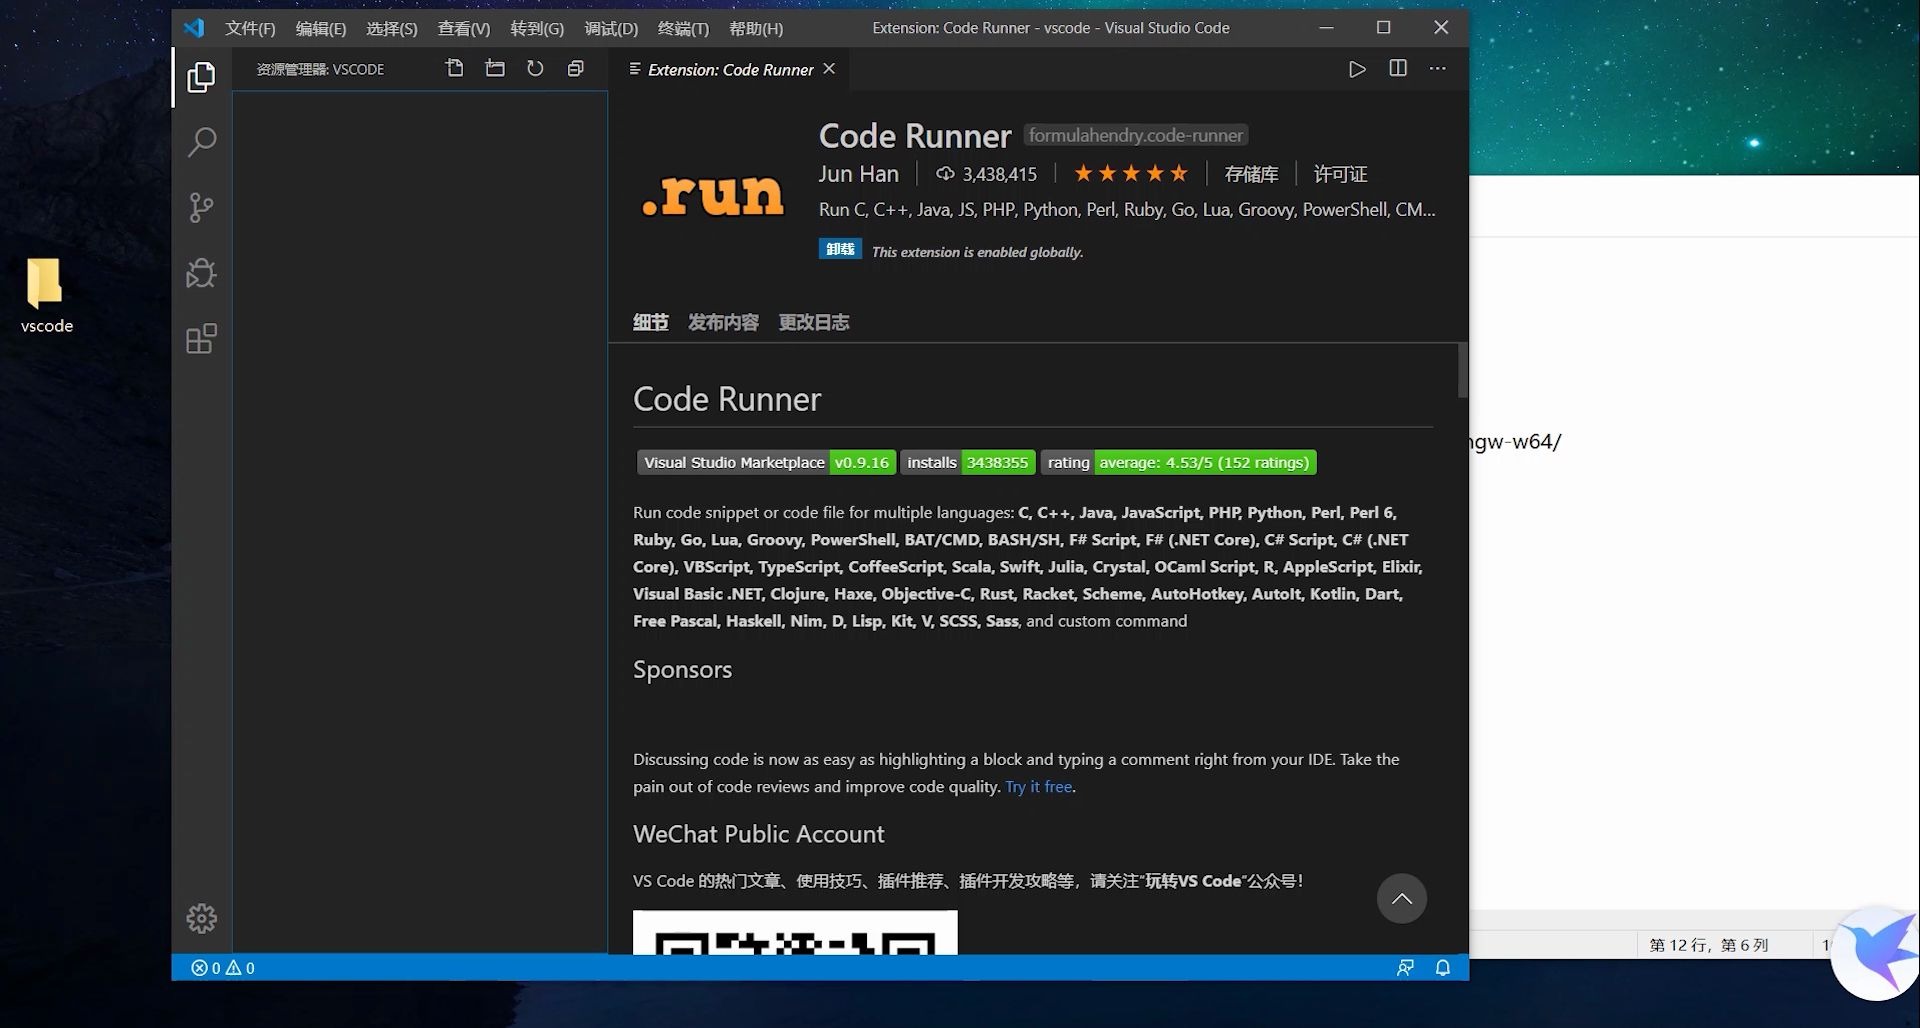 文件(F) 编辑(E) 选择(S) 查看(V) 转到(G) 调试(D) 终端(T) 帮助(H) Extension: Code Runner - vscode - Visual Studio Code
资源管理器: VSCODE
Extension: Code Runner
Code Runner formulahendry.code-runner
Jun Han 3,438,415 存储库 许可证
Run C, C++, Java, JS, PHP, Python, Perl, Ruby, Go, Lua, Groovy, PowerShell, CM...
.run
卸载 This extension is enabled globally.
vscode
细节 发布内容 更改日志
Code Runner
Visual Studio Marketplace v0.9.16 installs 3438355 rating average: 4.53/5 (152 ratings)
Run code snippet or code file for multiple languages: C, C++, Java, JavaScript, PHP, Python, Perl, Perl 6,
Ruby, Go, Lua, Groovy, PowerShell, BAT/CMD, BASH/SH, F# Script, F# (.NET Core), C# Script, C# (.NET
Core), VBScript, TypeScript, CoffeeScript, Scala, Swift, Julia, Crystal, OCaml Script, R, AppleScript, Elixir,
Visual Basic .NET, Clojure, Haxe, Objective-C, Rust, Racket, Scheme, AutoHotkey, AutoIt, Kotlin, Dart,
Free Pascal, Haskell, Nim, D, Lisp, Kit, V, SCSS, Sass, and custom command
Sponsors
Discussing code is now as easy as highlighting a block and typing a comment right from your IDE. Take the
pain out of code reviews and improve code quality. Try it free.
WeChat Public Account
VS Code 的热门文章、使用技巧、插件推荐、插件开发攻略等，请关注“玩转VS Code”公众号！
0 0
ngw-w64/
第 12 行，第 6 列